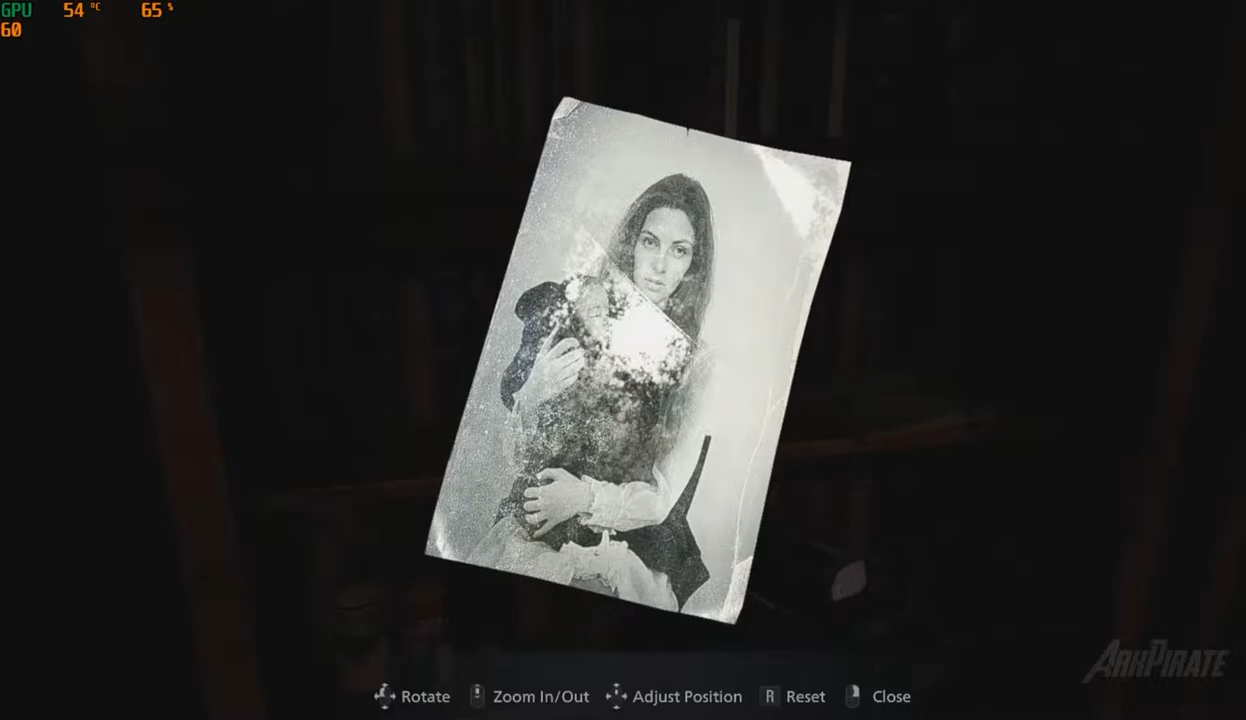 GPU 54 °C 65 %
60
ARKPIRATE
Rotate Zoom In/Out Adjust Position R Reset Close